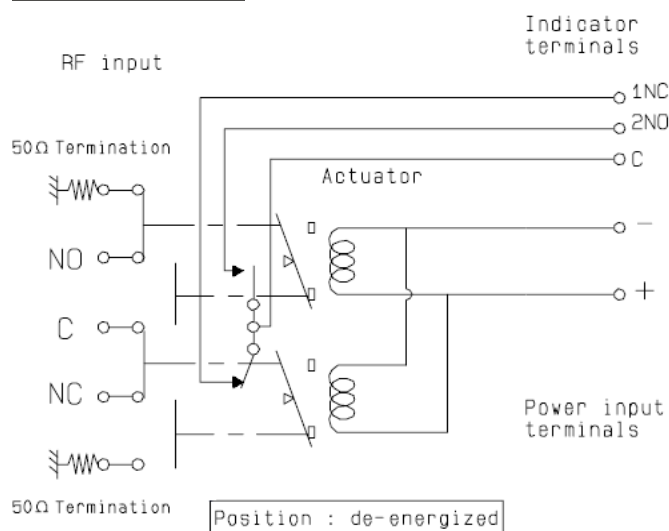 Indicator
terminals
RF input
1NC
2NO
50Ω Termination
C
Actuator
-
NO
+
C
NC
Power input
terminals
50Ω Termination
Position : de-energized